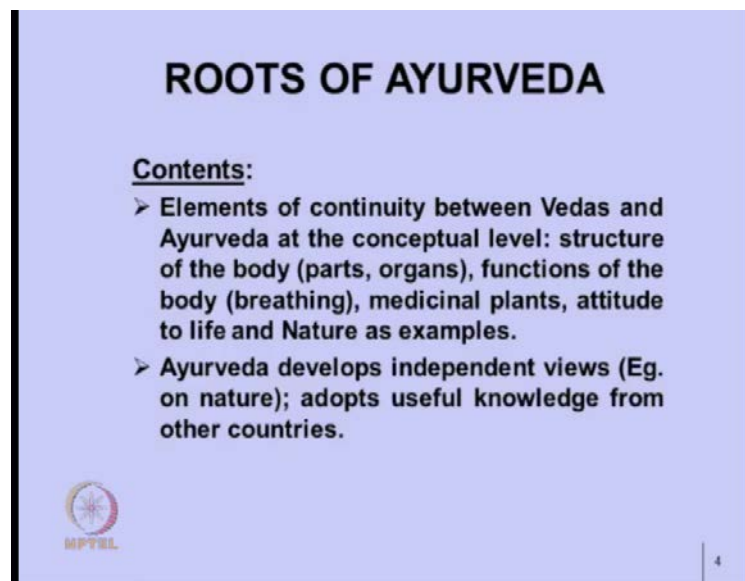 ROOTS OF AYURVEDA
Contents:
➢ Elements of continuity between Vedas and
Ayurveda at the conceptual level: structure
of the body (parts, organs), functions of the
body (breathing), medicinal plants, attitude
to life and Nature as examples.
➢ Ayurveda develops independent views (Eg.
on nature); adopts useful knowledge from
other countries.
NPTEL
4